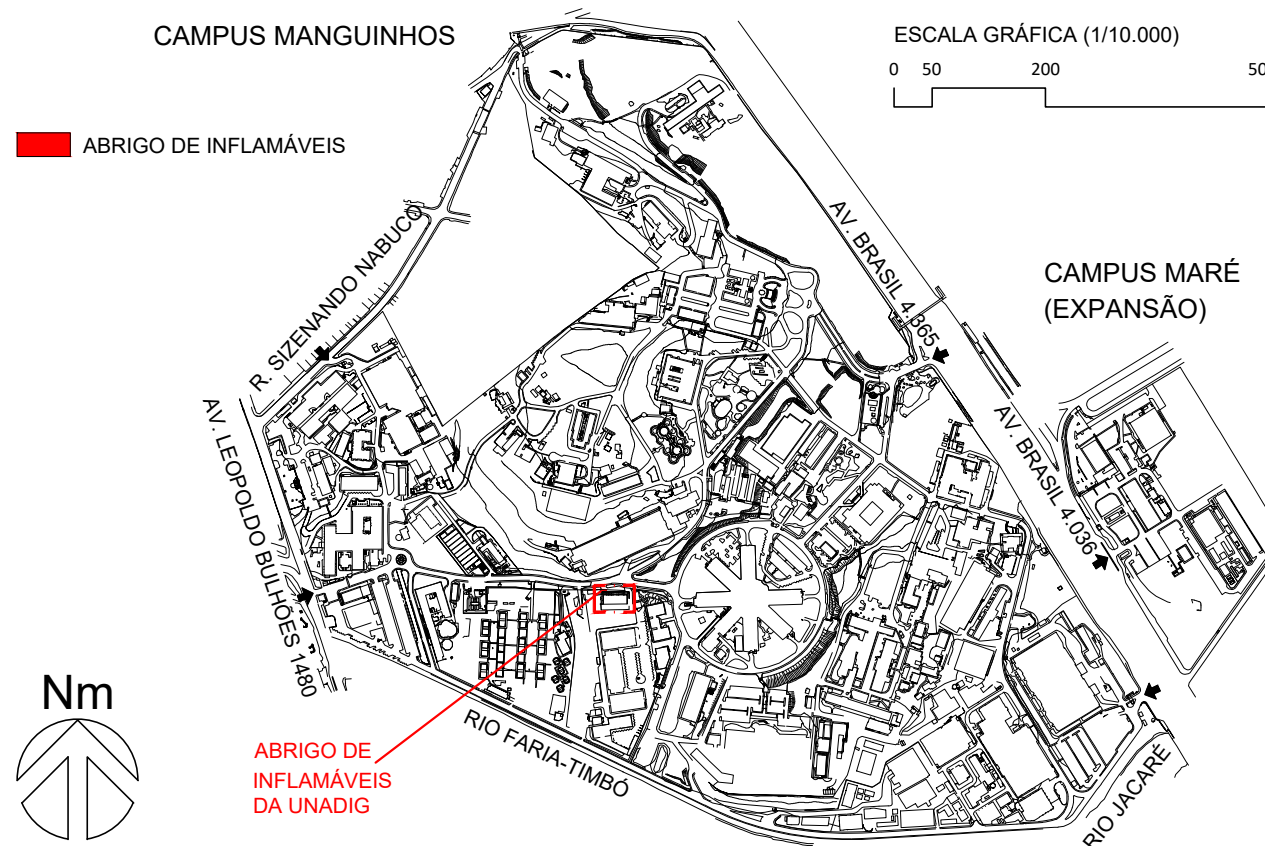 CAMPUS MANGUINHOS
ESCALA GRÁFICA (1/10.000)
0 50 200 50
ABRIGO DE INFLAMÁVEIS
R. SIZENANDO NABUCO
AV. BRASIL 4.365
CAMPUS MARÉ
(EXPANSÃO)
AV. LEOPOLDO BULHÕES 1480
AV. BRASIL 4.036
Nm
ABRIGO DE
INFLAMÁVEIS
DA UNADIG
RIO FARIA-TIMBÓ
RIO JACARÉ